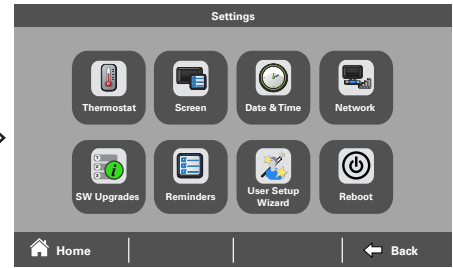 Settings
Thermostat
Screen
Date & Time
Network
SW Upgrades
Reminders
User Setup
Wizard
Reboot
Home
Back